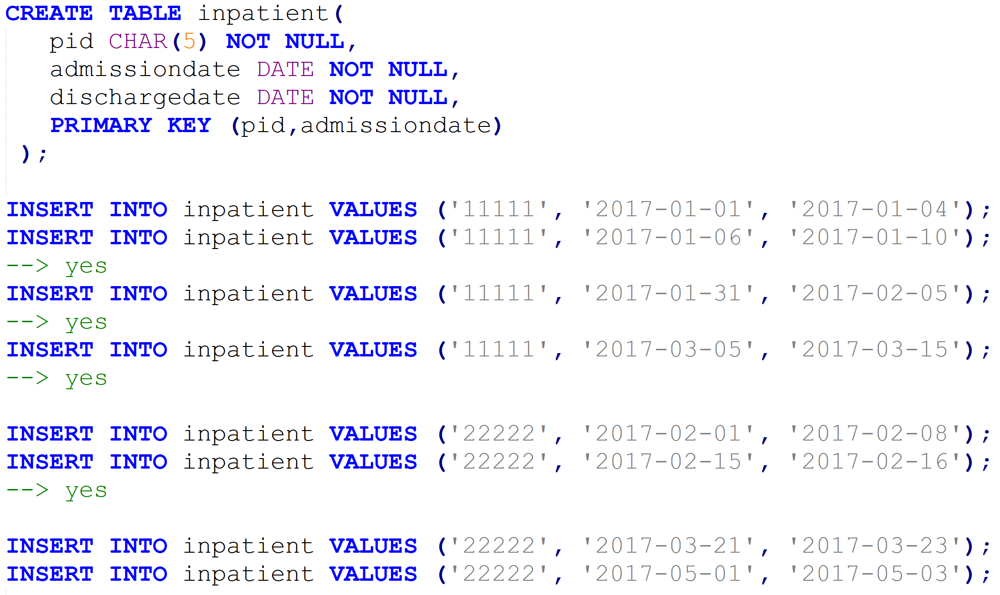 CREATE TABLE inpatient(
pid CHAR(5) NOT NULL,
admissiondate DATE NOT NULL,
dischargedate DATE NOT NULL,
PRIMARY KEY (pid,admissiondate)
);
INSERT INTO inpatient VALUES ('11111', '2017-01-01', '2017-01-04');
INSERT INTO inpatient VALUES ('11111', '2017-01-06', '2017-01-10');
--> yes
INSERT INTO inpatient VALUES ('11111', '2017-01-31', '2017-02-05');
--> yes
INSERT INTO inpatient VALUES ('11111', '2017-03-05', '2017-03-15');
--> yes
INSERT INTO inpatient VALUES ('22222', '2017-02-01', '2017-02-08');
INSERT INTO inpatient VALUES ('22222', '2017-02-15', '2017-02-16');
--> yes
INSERT INTO inpatient VALUES ('22222', '2017-03-21', '2017-03-23');
INSERT INTO inpatient VALUES ('22222', '2017-05-01', '2017-05-03');